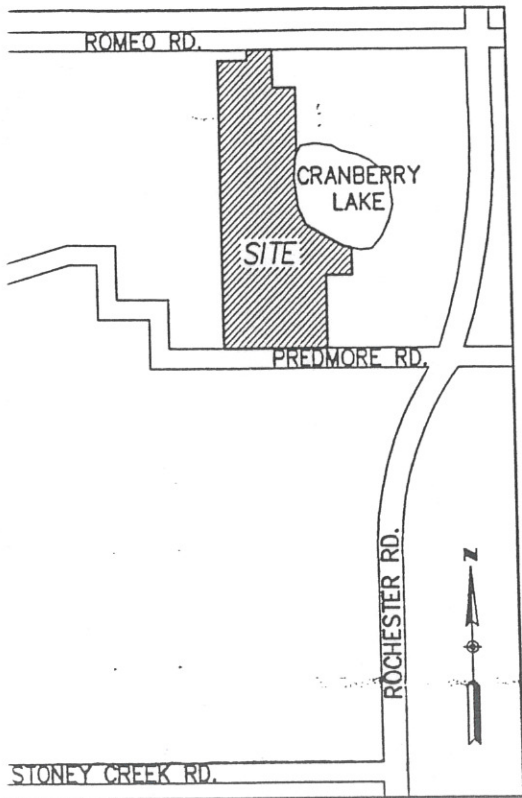 ROMEO RD.
CRANBERRY
LAKE
SITE
PREDMORE RD.
ROCHESTER RD.
N
STONEY CREEK RD.